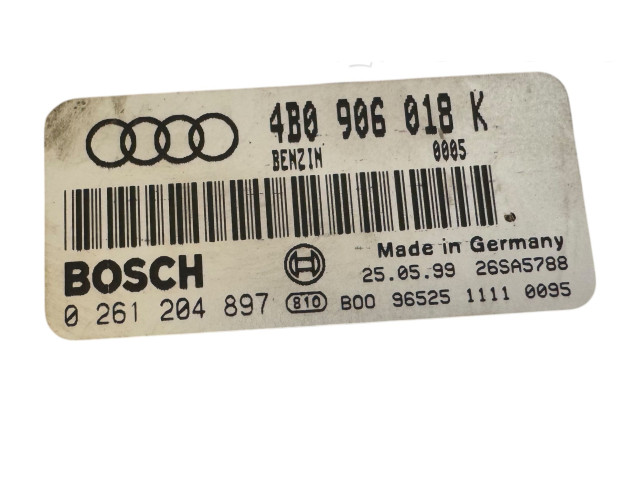 4B0 906 018 K
BENZIN 0005
BOSCH
Made in Germany
25.05.99 26SA5788
0 261 204 897 810 B00 96525 1111 0095